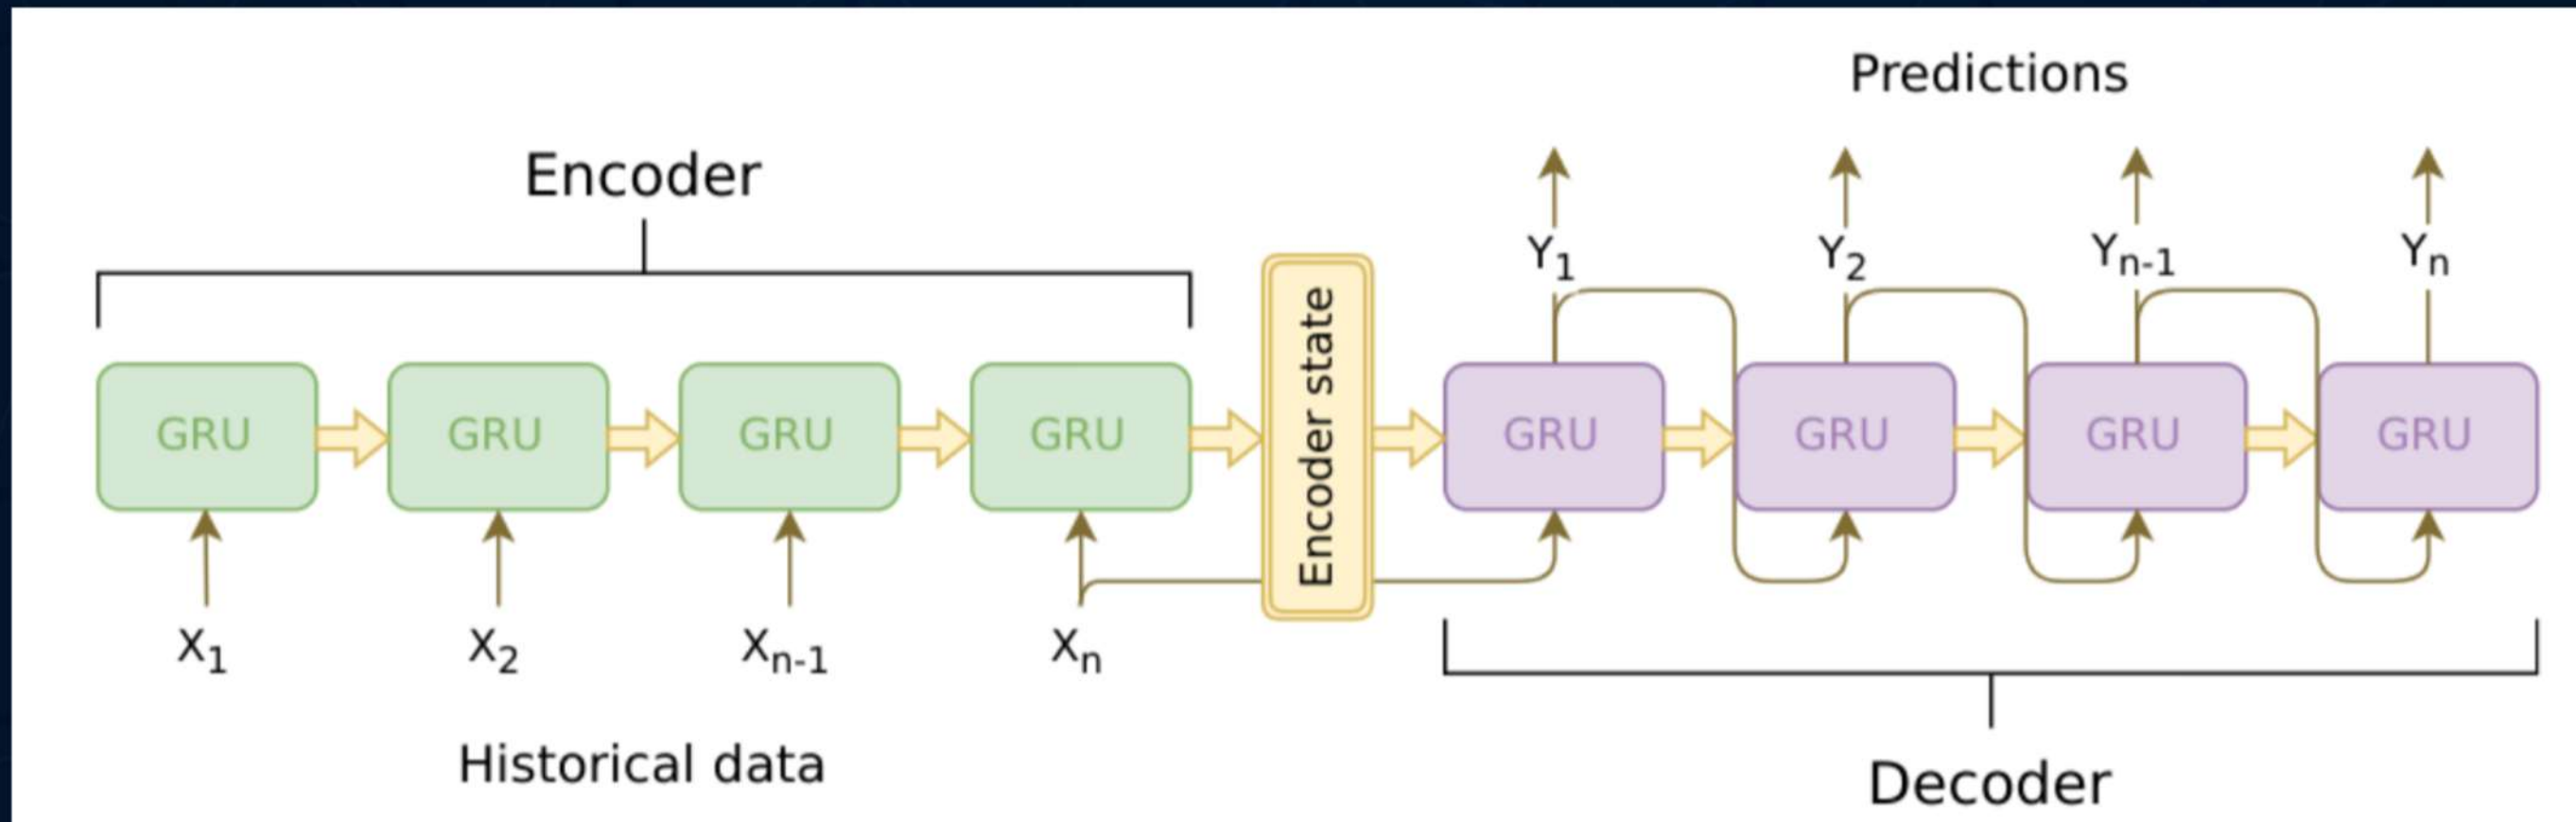 Predictions
Encoder
Y1 Y2 Yn-1 Yn
Encoder state
GRU GRU GRU GRU GRU GRU GRU GRU
X1 X2 Xn-1 Xn
Historical data
Decoder